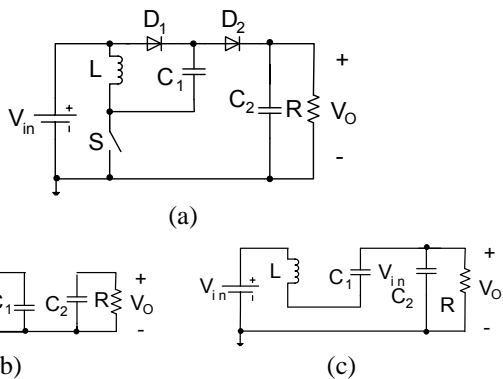 D1 D2
L C1
Vin + - S C2 R + VO -
(a)
C1 C2 R + VO -
b)
Vin + - L C1 Vin C2 R + VO -
(c)